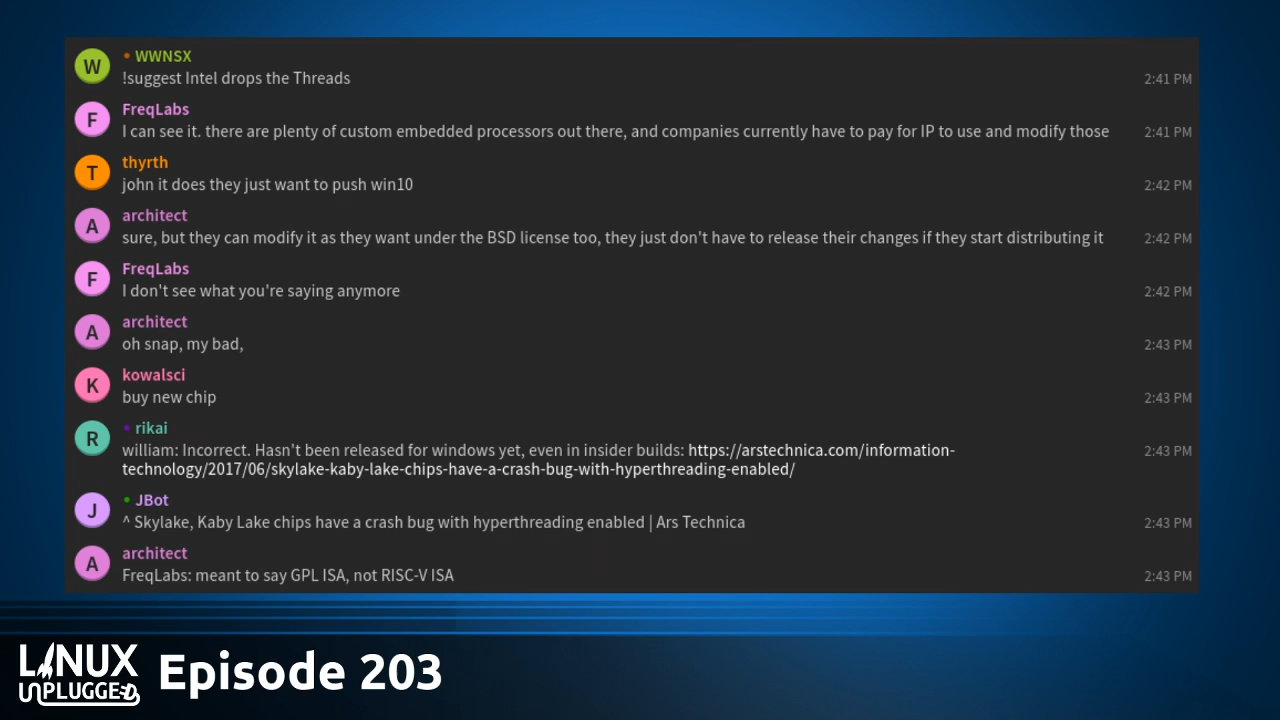 W
WWNSX
!suggest Intel drops the Threads
2:41 PM
F
FreqLabs
I can see it. there are plenty of custom embedded processors out there, and companies currently have to pay for IP to use and modify those
2:41 PM
T
thyrth
john it does they just want to push win10
2:42 PM
A
architect
sure, but they can modify it as they want under the BSD license too, they just don't have to release their changes if they start distributing it
2:42 PM
F
FreqLabs
I don't see what you're saying anymore
2:42 PM
A
architect
oh snap, my bad,
2:43 PM
K
kowalsci
buy new chip
2:43 PM
R
rikai
william: Incorrect. Hasn't been released for windows yet, even in insider builds: https://arstechnica.com/information-
technology/2017/06/skylake-kaby-lake-chips-have-a-crash-bug-with-hyperthreading-enabled/
2:43 PM
J
JBot
^ Skylake, Kaby Lake chips have a crash bug with hyperthreading enabled | Ars Technica
2:43 PM
A
architect
FreqLabs: meant to say GPL ISA, not RISC-V ISA
2:43 PM
LINUX
UNPLUGGED
Episode 203